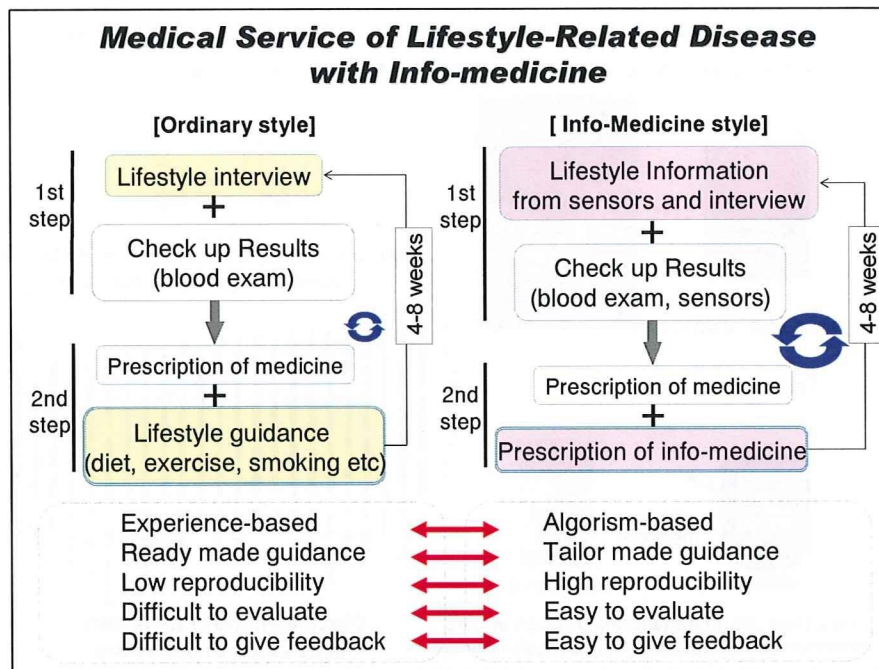 Medical Service of Lifestyle-Related Disease
with Info-medicine
[Ordinary style]
1st
step
Lifestyle interview
+
Check up Results
(blood exam)
4-8 weeks
2nd
step
Prescription of medicine
+
Lifestyle guidance
(diet, exercise, smoking etc)
[ Info-Medicine style]
1st
step
Lifestyle Information
from sensors and interview
+
Check up Results
(blood exam, sensors)
4-8 weeks
2nd
step
Prescription of medicine
+
Prescription of info-medicine
Experience-based
Ready made guidance
Low reproducibility
Difficult to evaluate
Difficult to give feedback
Algorism-based
Tailor made guidance
High reproducibility
Easy to evaluate
Easy to give feedback